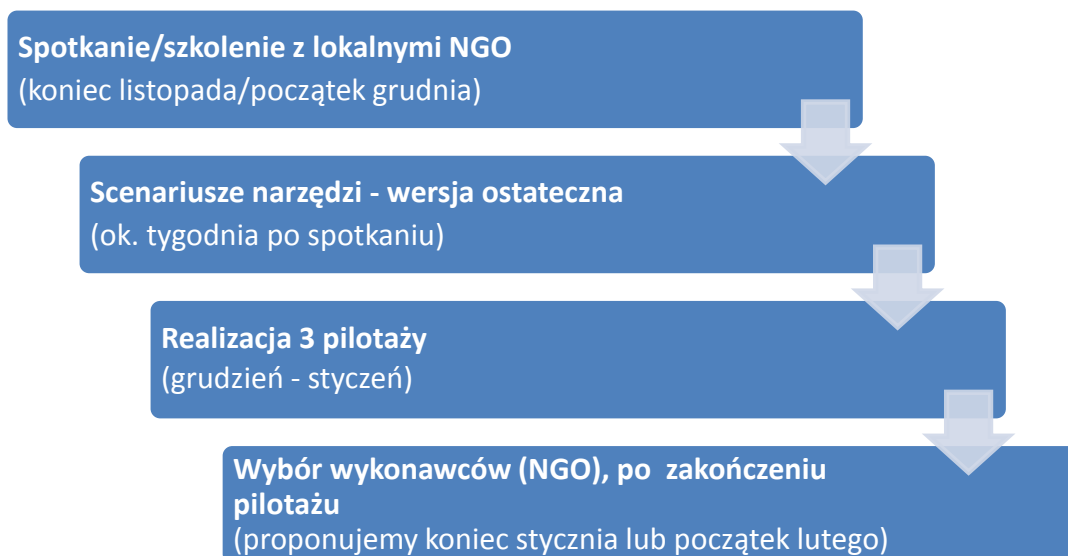 Spotkanie/szkolenie z lokalnymi NGO
(koniec listopada/początek grudnia)
Scenariusze narzędzi - wersja ostateczna
(ok. tygodnia po spotkaniu)
Realizacja 3 pilotaży
(grudzień - styczeń)
Wybór wykonawców (NGO), po  zakończeniu
pilotażu
(proponujemy koniec stycznia lub początek lutego)